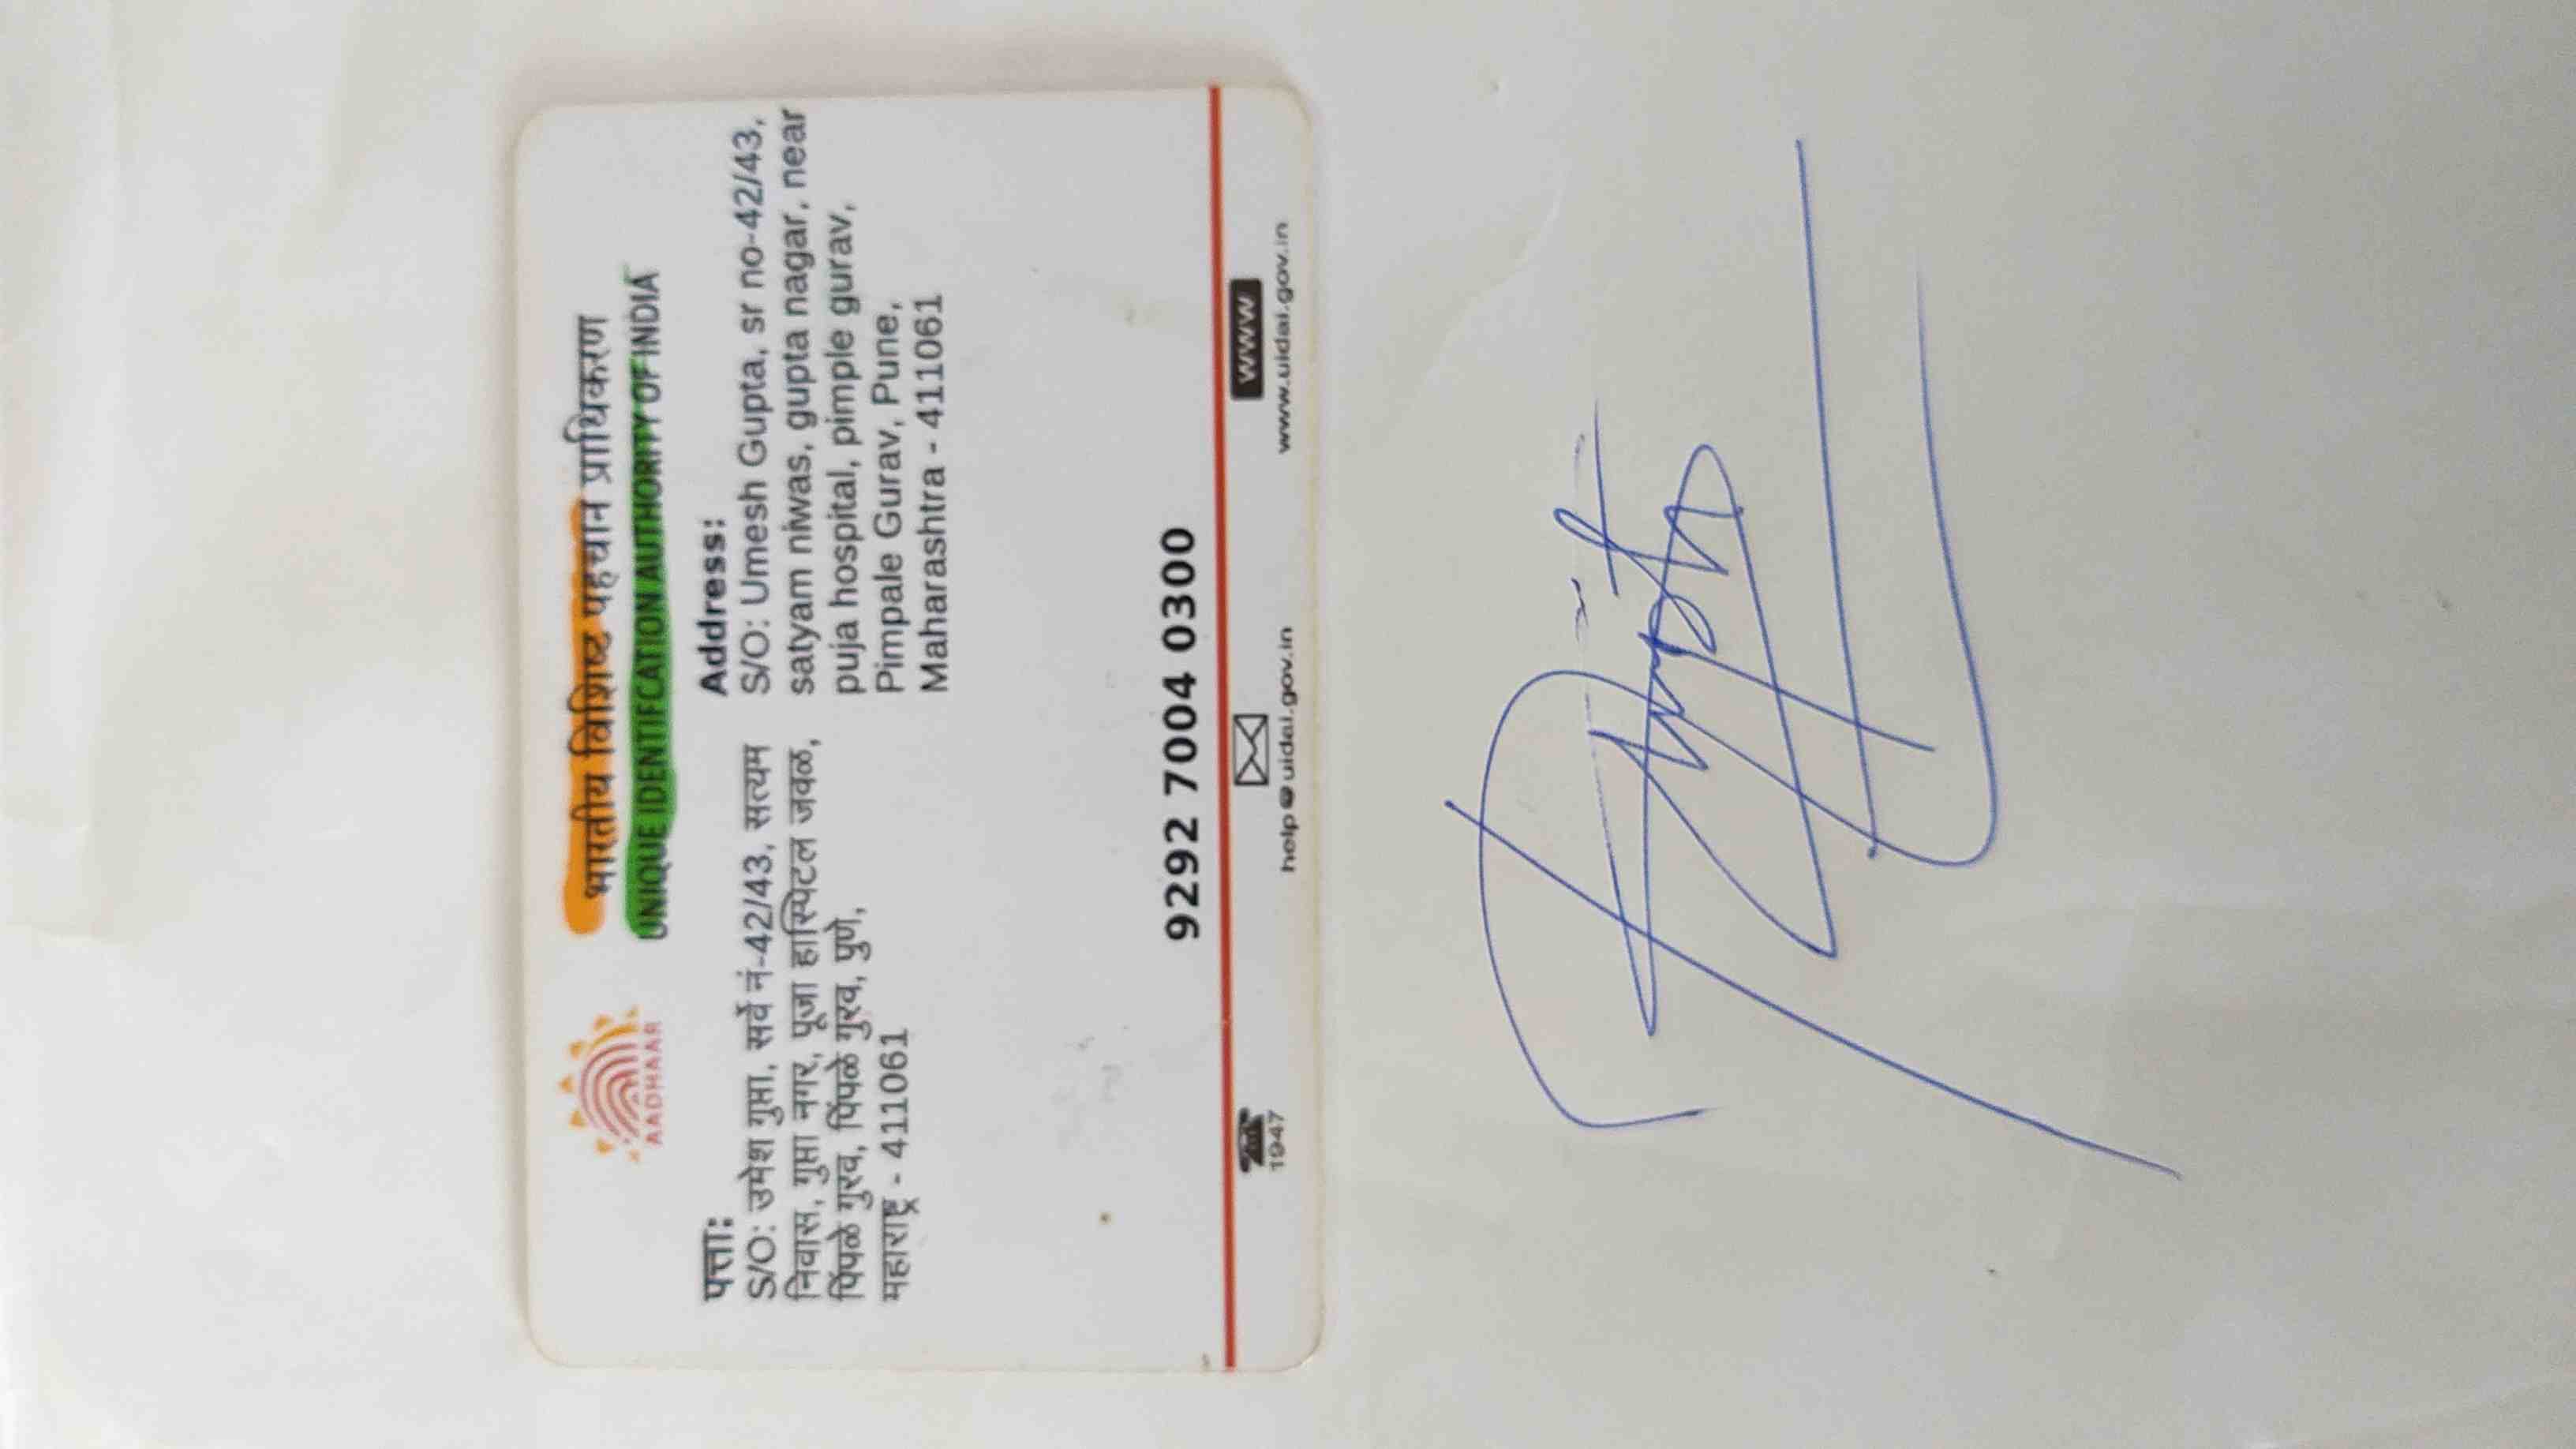 भारतीय विशिष्ट पहचान प्राधिकरण
UNIQUE IDENTIFICATION AUTHORITY OF INDIA
AADHAAR
पत्ता:
S/O: उमेश गुप्ता, सर्वे नं-42/43, सत्यम
निवास, गुप्ता नगर, पूजा हास्पिटल जवळ,
पिंपळे गुरव, पिंपळे गुरव, पुणे,
महाराष्ट्र - 411061
Address:
S/O: Umesh Gupta, sr no-42/43,
satyam niwas, gupta nagar, near
puja hospital, pimple gurav,
Pimpale Gurav, Pune,
Maharashtra - 411061
9292 7004 0300
1947
help@uidai.gov.in
WWW
www.uidai.gov.in